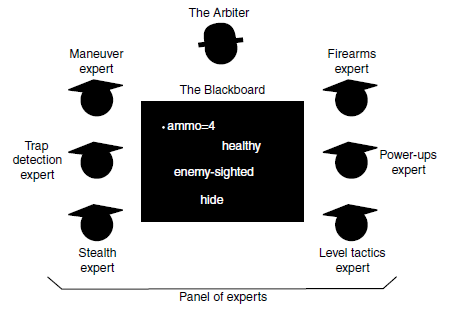 The Arbiter
Maneuver
expert
Firearms
expert
The Blackboard
• ammo=4
healthy
enemy-sighted
hide
Trap
detection
expert
Power-ups
expert
Stealth
expert
Level tactics
expert
Panel of experts